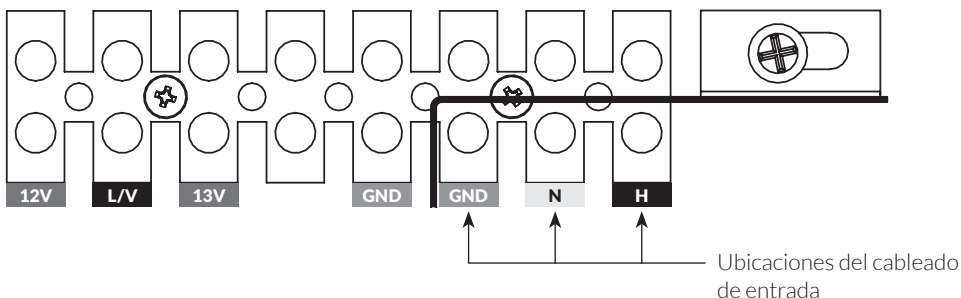 12V L/V 13V GND GND N H
Ubicaciones del cableado
de entrada